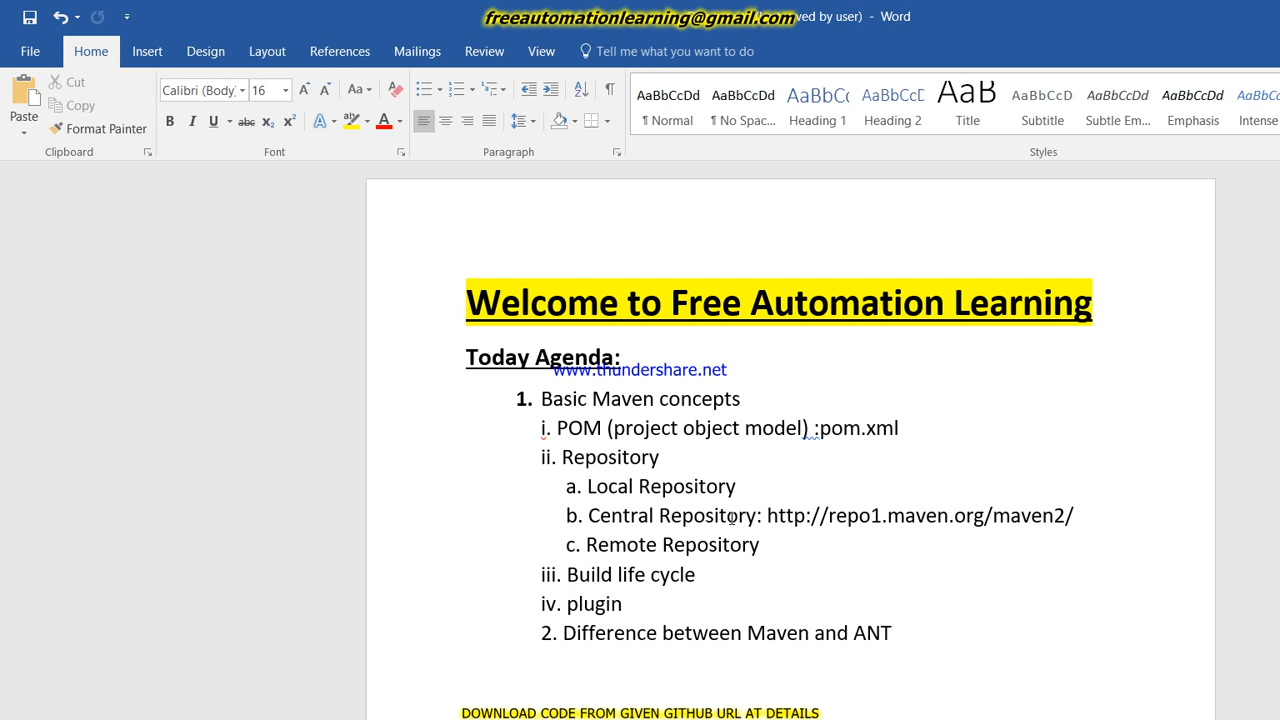 freeautomationlearning@gmail.com
ved by user) - Word
File Home Insert Design Layout References Mailings Review View Tell me what you want to do
Paste
Cut
Copy
Format Painter
Clipboard
Calibri (Body) 16
Aa
B I U abc x₂ x² A A
Font
Paragraph
AaBbCcDd AaBbCcDd AaBbC AaBbCcD AaB AaBbCcD AaBbCcDd AaBbCcDd AaBbCc
¶ Normal ¶ No Spac... Heading 1 Heading 2 Title Subtitle Subtle Em... Emphasis Intense
Styles
Welcome to Free Automation Learning
Today Agenda:
www.thundershare.net
1. Basic Maven concepts
i. POM (project object model) :pom.xml
ii. Repository
a. Local Repository
b. Central Repository: http://repo1.maven.org/maven2/
c. Remote Repository
iii. Build life cycle
iv. plugin
2. Difference between Maven and ANT
DOWNLOAD CODE FROM GIVEN GITHUB URL AT DETAILS